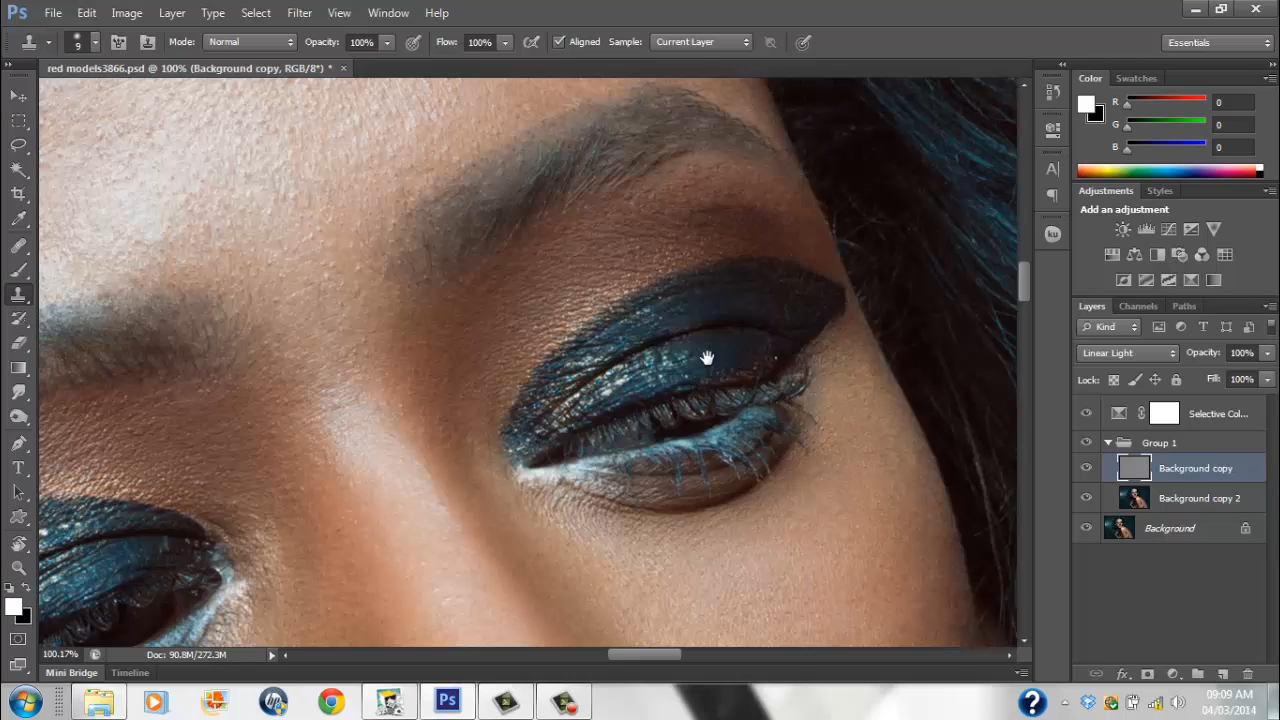 Ps File Edit Image Layer Type Select Filter View Window Help
9 Mode: Normal Opacity: 100% Flow: 100% Aligned Sample: Current Layer Essentials
red models3866.psd @ 100% (Background copy, RGB/8*) * ×
Color Swatches
R 0
G 0
B 0
Adjustments Styles
Add an adjustment
Layers Channels Paths
Kind
Linear Light Opacity: 100%
Lock: Fill: 100%
Selective Col...
Group 1
Background copy
Background copy 2
Background
100.17% Doc: 90.8M/272.3M
Mini Bridge Timeline
Ps
09:09 AM
04/03/2014
ku
hp